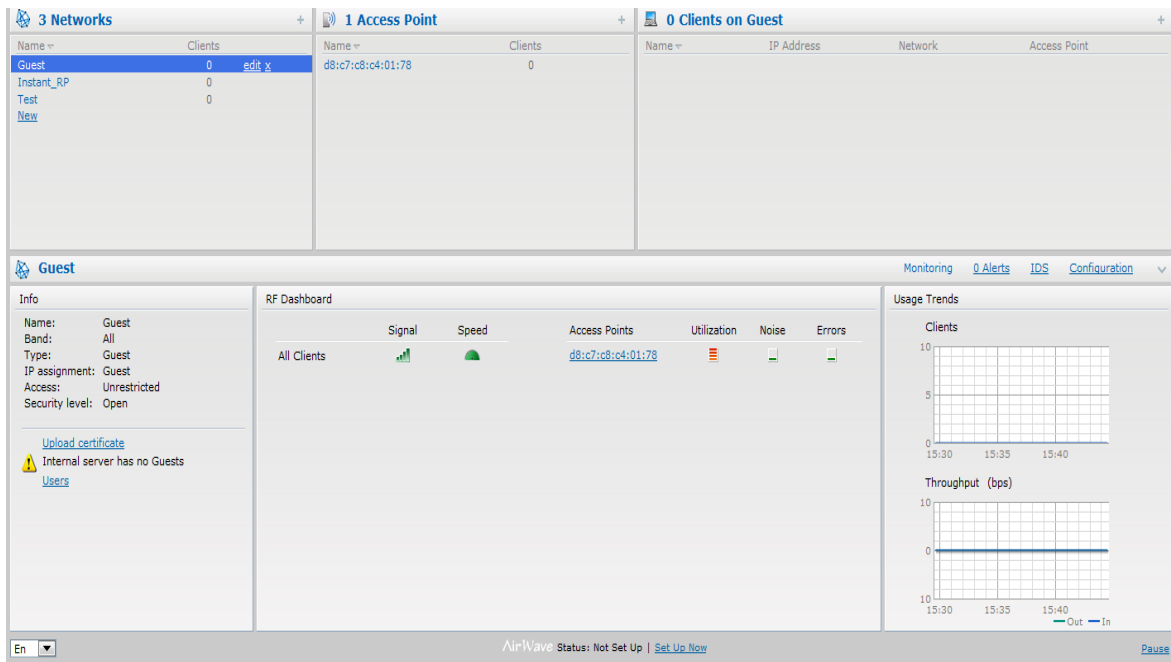 3 Networks +
Name Clients
Guest 0 edit x
Instant_RP 0
Test 0
New
1 Access Point +
Name Clients
d8:c7:c8:c4:01:78 0
0 Clients on Guest +
Name IP Address Network Access Point
Guest
Monitoring 0 Alerts IDS Configuration
Info
Name: Guest
Band: All
Type: Guest
IP assignment: Guest
Access: Unrestricted
Security level: Open
Upload certificate
Internal server has no Guests
Users
RF Dashboard
Signal Speed Access Points Utilization Noise Errors
All Clients d8:c7:c8:c4:01:78
Usage Trends
Clients
10
5
0
15:30 15:35 15:40
Throughput (bps)
10
0
10
15:30 15:35 15:40
Out In
En
AirWave Status: Not Set Up | Set Up Now
Pause